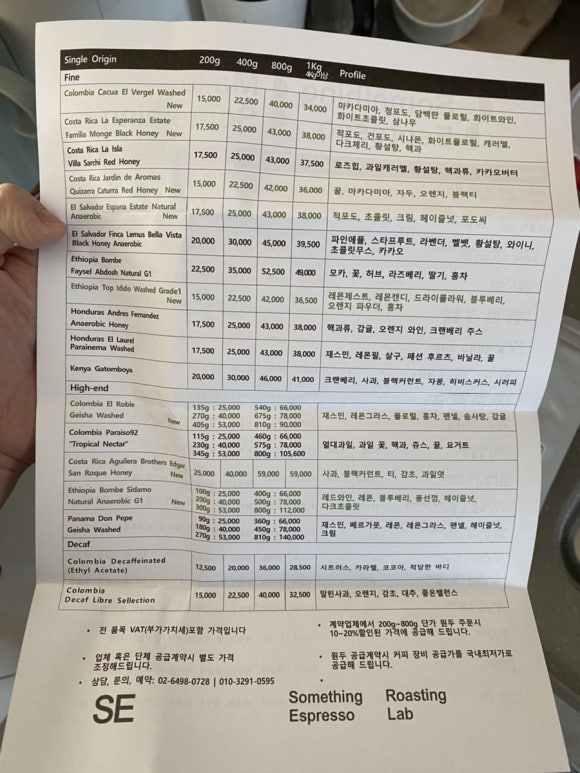 Single Origin 200g 400g 800g 1Kg Profile
4Kg이상
Fine
Colombia Cacua El Vergel Washed
New 15,000 22,500 40,000 34,000 마카다미아, 청포도, 담백한 플로럴, 화이트와인,
화이트초콜릿, 삼나무
Costa Rica La Esperanza Estate
Familia Monge Black Honey New 17,500 25,000 43,000 38,000 적포도, 건포도, 시나몬, 화이트플로럴, 캐러멜,
다크체리, 황설탕, 핵과
Costa Rica La Isla
Villa Sarchi Red Honey 17,500 25,000 43,000 37,500 로즈힙, 과일캐러멜, 황설탕, 핵과류, 카카오버터
Costa Rica Jardin de Aromas
Quizarra Caturra Red Honey New 15,000 22,500 42,000 36,000 꿀, 마카다미아, 자두, 오렌지, 블랙티
El Salvador Espana Estate Natural
Anaerobic New 17,500 25,000 43,000 38,000 적포도, 초콜릿, 크림, 헤이즐넛, 포도씨
El Salvador Finca Lemus Bella Vista
Black Honey Anaerobic 20,000 30,000 45,000 39,500 파인애플, 스타프루트, 라벤더, 벨벳, 황설탕, 와이니,
초콜릿무스, 카카오
Ethiopia Bombe
Faysel Abdosh Natural G1 22,500 35,000 52,500 49,000 모카, 꽃, 허브, 라즈베리, 딸기, 홍차
Ethiopia Top Idido Washed Grade1
New 15,000 22,500 42,000 36,500 레몬제스트, 레몬캔디, 드라이플라워, 블루베리,
오렌지 파우더, 홍차
Honduras Andres Fernandez
Anaerobic Honey 17,500 25,000 43,000 38,000 핵과류, 감귤, 오렌지 와인, 크랜베리 주스
Honduras El Laurel
Parainema Washed 17,500 25,000 43,000 38,000 재스민, 레몬필, 살구, 패션 후르츠, 바닐라, 꿀
Kenya Gatomboya 20,000 30,000 46,000 41,000 크랜베리, 사과, 블랙커런트, 자몽, 히비스커스, 시러피
High-end
Colombia El Roble
Geisha Washed New
135g : 25,000 540g : 66,000
270g : 40,000 675g : 78,000 재스민, 레몬그라스, 플로럴, 홍차, 펜넬, 솜사탕, 감귤
405g : 53,000 810g : 90,000
Colombia Paraiso92
"Tropical Nectar"
115g : 25,000 460g : 66,000
230g : 40,000 575g : 78,000 열대과일, 과일 꽃, 핵과, 쥬스, 꿀, 요거트
345g : 53,000 800g : 105,600
Costa Rica Aguilera Brothers Edgar
San Roque Honey New 25,000 40,000 59,000 59,000 사과, 블랙커런트, 티, 감초, 과일엿
Ethiopia Bombe Sidamo
Natural Anaerobic G1 New
100g : 25,000 400g : 66,000
200g : 40,000 500g : 78,000 레드와인, 레몬, 블루베리, 풍선껌, 헤이즐넛,
300g : 53,000 800g : 112,000 다크초콜릿
Panama Don Pepe
Geisha Washed
90g : 25,000 360g : 66,000
180g : 40,000 450g : 78,000 재스민, 베르가못, 레몬, 레몬그라스, 펜넬, 헤이즐넛,
270g : 53,000 810g : 140,000 크림
Decaf
Colombia Decaffeinated
(Ethyl Acetate) 12,500 20,000 36,000 28,500 시트러스, 카라멜, 코코아, 적당한 바디
Colombia
Decaf Libre Sellection 15,000 22,500 40,000 32,500 말린사과, 오렌지, 감초, 대추, 좋은밸런스
• 전 품목 VAT(부가가치세)포함 가격입니다
• 계약업체에서 200g~800g 단가 원두 주문시
10~20%할인된 가격에 공급해 드립니다.
• 업체 혹은 단체 공급계약시 별도 가격
조정해드립니다.
• 원두 공급계약시 커피 장비 공급가를 국내최저가로
공급해 드립니다.
• 상담, 문의, 예약: 02-6498-0728 | 010-3291-0595
SE
Something Roasting
Espresso Lab